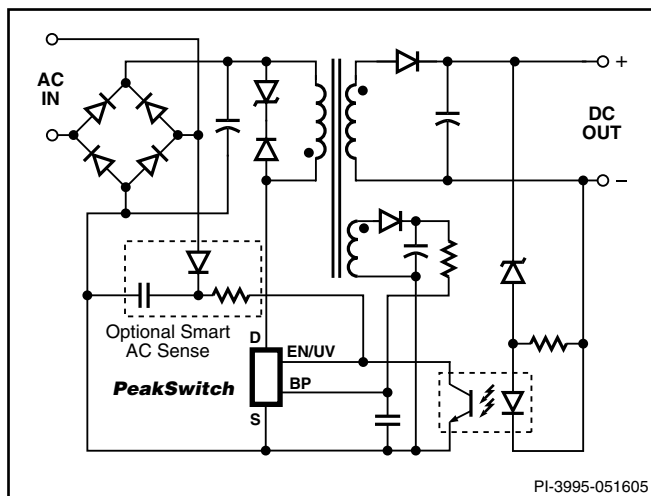 AC
IN
+
DC
OUT
−
Optional Smart
AC Sense
D
EN/UV
PeakSwitch
BP
S
PI-3995-051605